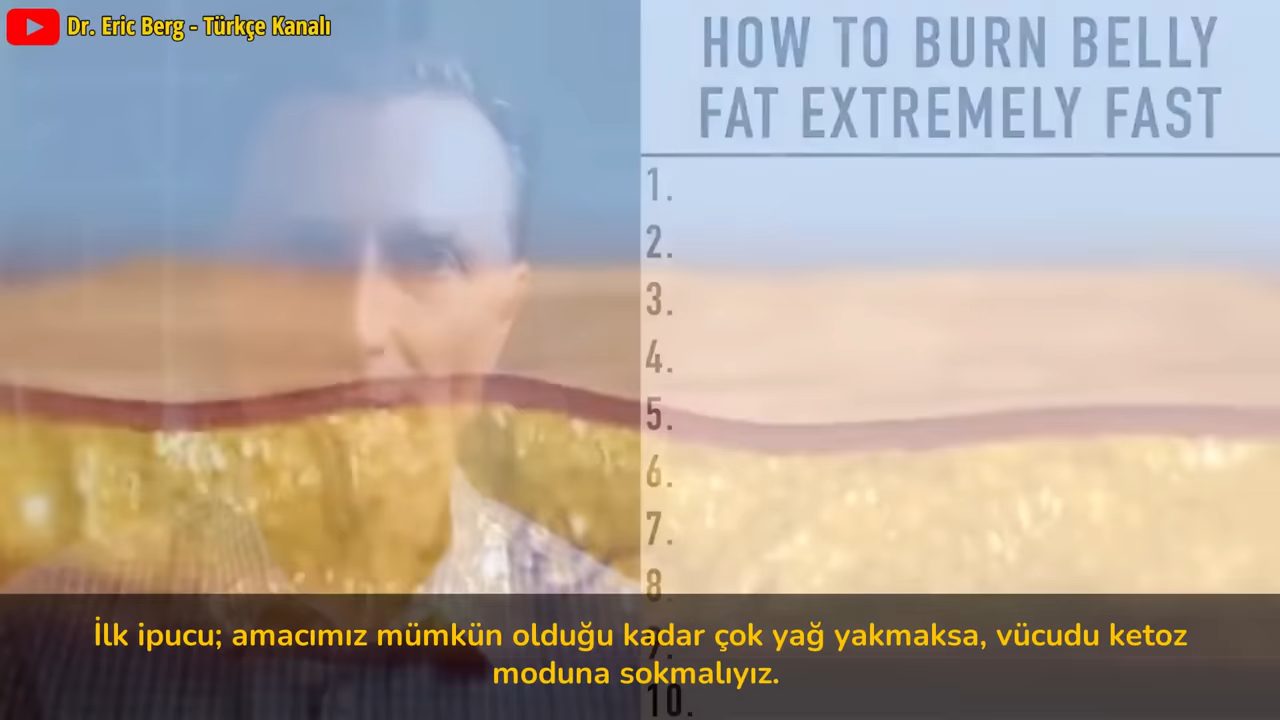 Dr. Eric Berg - Türkçe Kanalı
HOW TO BURN BELLY
FAT EXTREMELY FAST
1.
2.
3.
4.
5.
6.
7.
8.
9.
10.
İlk ipucu; amacımız mümkün olduğu kadar çok yağ yakmaksa, vücudu ketoz
moduna sokmalıyız.